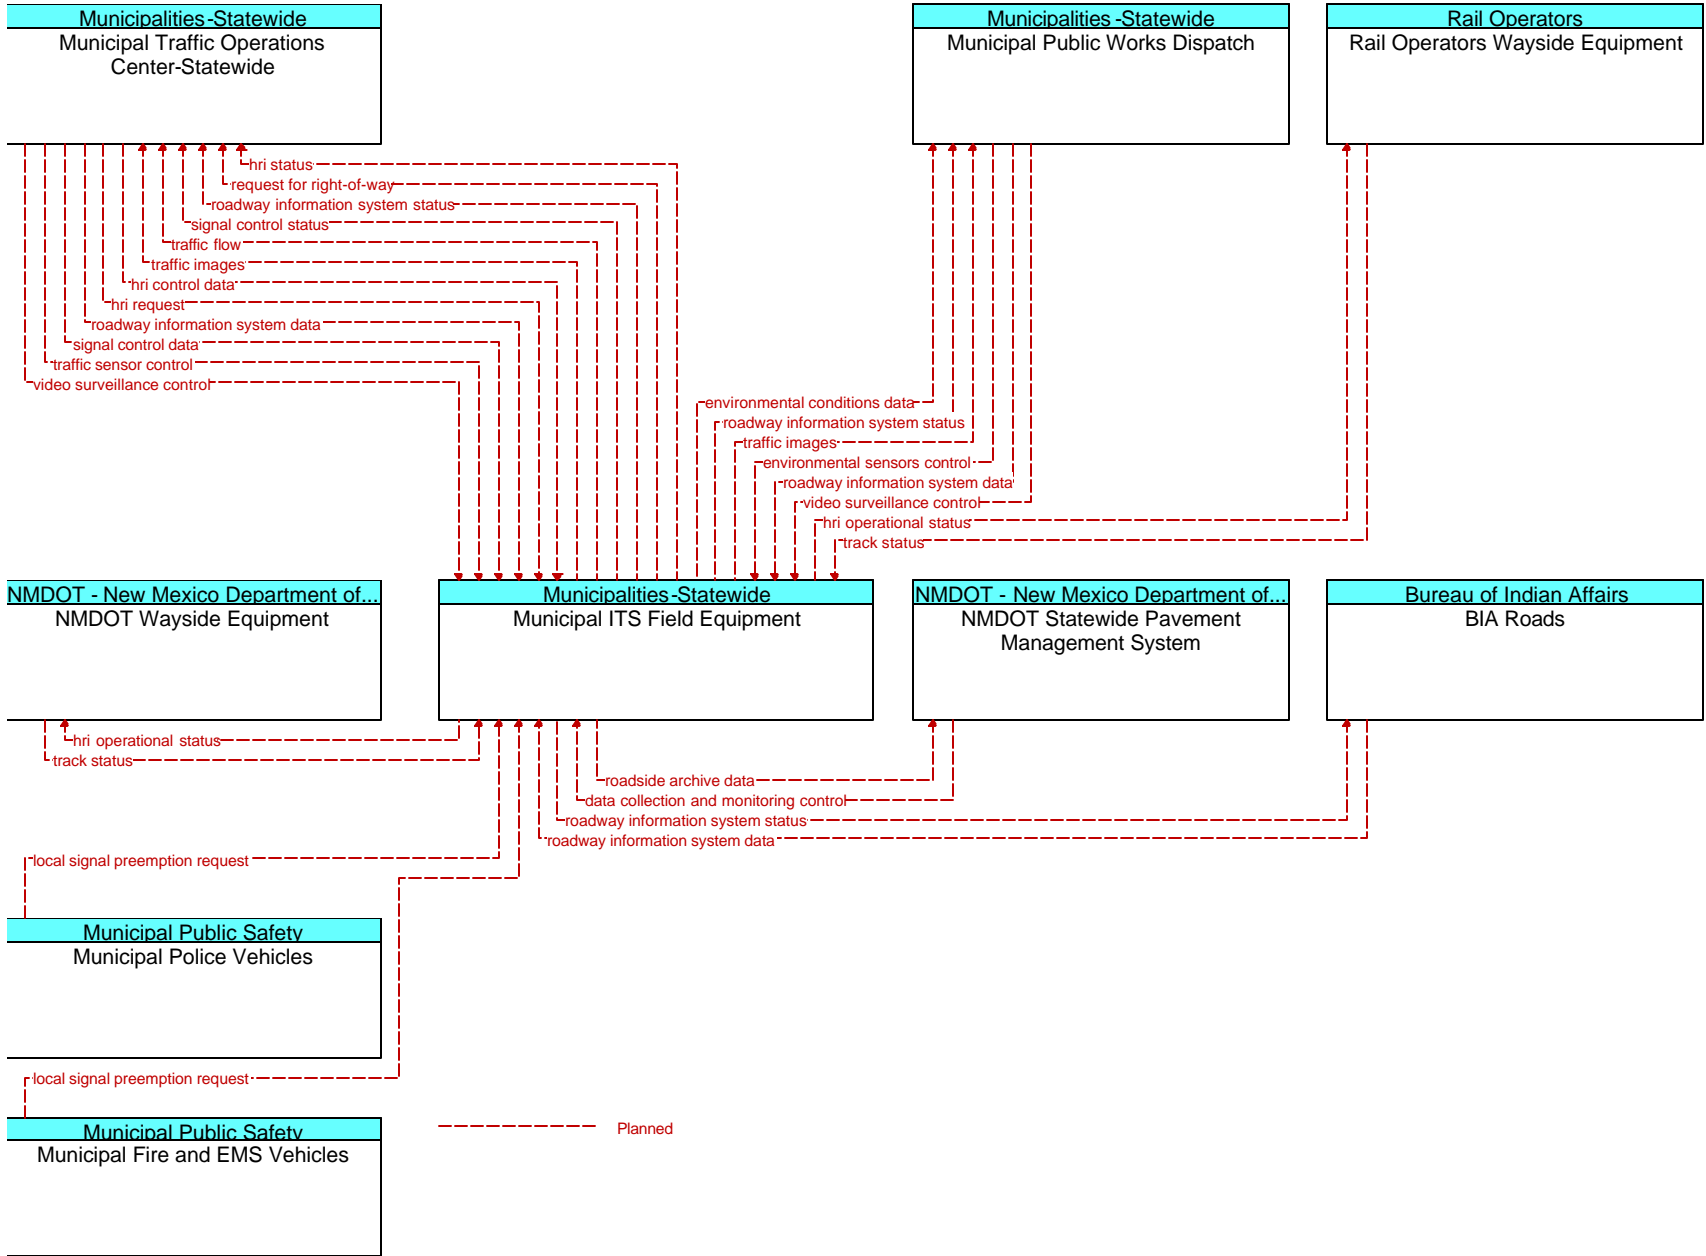 Municipalities-Statewide
Municipal Traffic Operations
Center-Statewide
Municipalities-Statewide
Municipal Public Works Dispatch
Rail Operators
Rail Operators Wayside Equipment
hri status
request for right-of-way
roadway information system status
signal control status
traffic flow
traffic images
hri control data
hri request
roadway information system data
signal control data
traffic sensor control
video surveillance control
environmental conditions data
roadway information system status
traffic images
environmental sensors control
roadway information system data
video surveillance control
hri operational status
track status
NMDOT - New Mexico Department of...
NMDOT Wayside Equipment
Municipalities-Statewide
Municipal ITS Field Equipment
NMDOT - New Mexico Department of...
NMDOT Statewide Pavement
Management System
Bureau of Indian Affairs
BIA Roads
hri operational status
track status
roadside archive data
data collection and monitoring control
roadway information system status
roadway information system data
local signal preemption request
Municipal Public Safety
Municipal Police Vehicles
local signal preemption request
Municipal Public Safety
Municipal Fire and EMS Vehicles
Planned